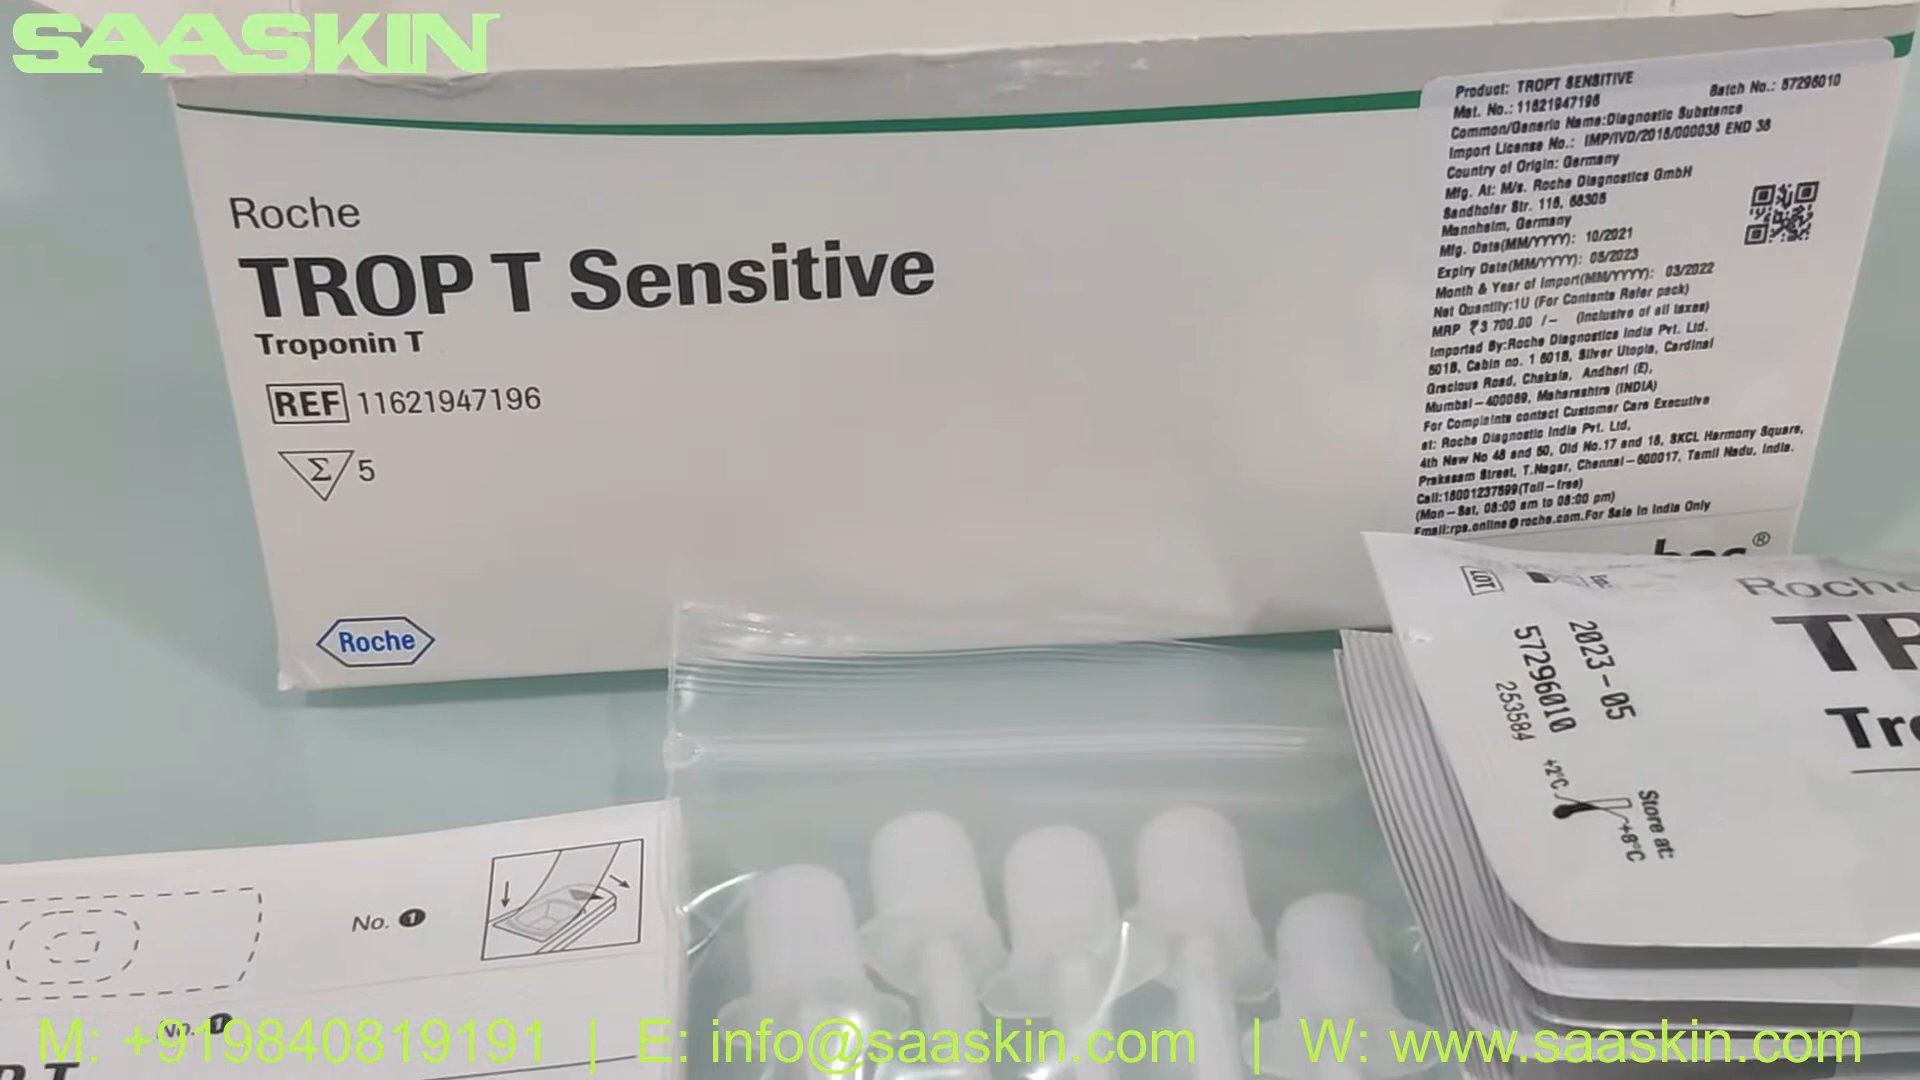 SAASKIN
Roche
TROP T Sensitive
Troponin T
REF 11621947196
Σ 5
Roche
Product: TROPT SENSITIVE Batch No.: 57296010
Mat. No.: 11621947196
Common/Generic Name:Diagnostic Substance
Import License No.: IMP/IVD/2018/000038 END 38
Country of Origin: Germany
Mfg. At: M/s. Roche Diagnostics GmbH
Sandhofer Str. 116, 68305
Mannheim, Germany
Mfg. Date(MM/YYYY): 10/2021
Expiry Date(MM/YYYY): 05/2023
Month & Year of Import(MM/YYYY): 03/2022
Net Quantity:1U (For Contents Refer pack)
MRP ₹3 700.00 /- (Inclusive of all taxes)
Imported By:Roche Diagnostics India Pvt. Ltd.
501B, Cabin no. 1 501B, Silver Utopia, Cardinal
Gracious Road, Chakala, Andheri (E),
Mumbai-400069, Maharashtra (INDIA)
For Complaints contact Customer Care Executive
at: Roche Diagnostic India Pvt. Ltd,
4th New No 48 and 50, Old No.17 and 18, SKCL Harmony Square,
Prakasam Street, T.Nagar, Chennai-600017, Tamil Nadu, India.
Call:18001237599(Toll-free)
(Mon-Sat, 08:00 am to 08:00 pm)
Email:rps.online@roche.com.For Sale in India Only
®
LOT
2023-05
57296010
253584
+2°C
+8°C
Store at:
Roche
TR
Tro
No. 1
No. 1
M: +919840819191 | E: info@saaskin.com | W: www.saaskin.com